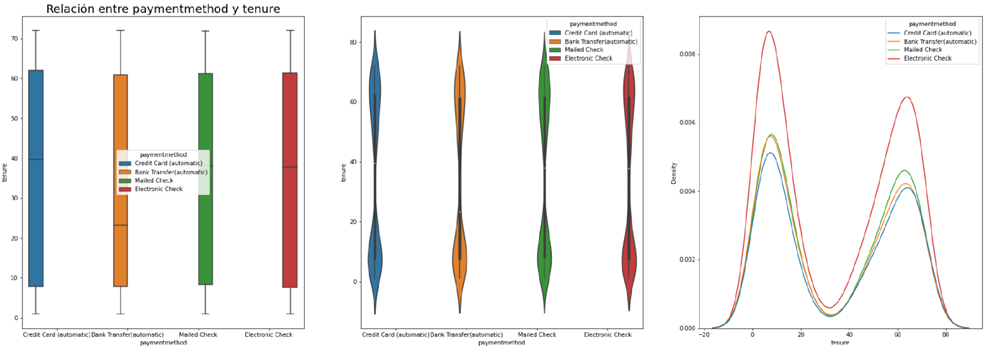 Relación entre paymentmethod y tenure
70
60
50
40
30
20
10
0
tenure
paymentmethod
Credit Card (automatic)
Bank Transfer(automatic)
Mailed Check
Electronic Check
Credit Card (automatic) Bank Transfer(automatic) Mailed Check Electronic Check
paymentmethod
80
60
40
20
0
tenure
paymentmethod
Credit Card (automatic)
Bank Transfer(automatic)
Mailed Check
Electronic Check
Credit Card (automatic) Bank Transfer(automatic) Mailed Check Electronic Check
paymentmethod
0.008
0.006
0.004
0.002
0.000
Density
paymentmethod
Credit Card (automatic)
Bank Transfer(automatic)
Mailed Check
Electronic Check
−20 0 20 40 60 80
tenure